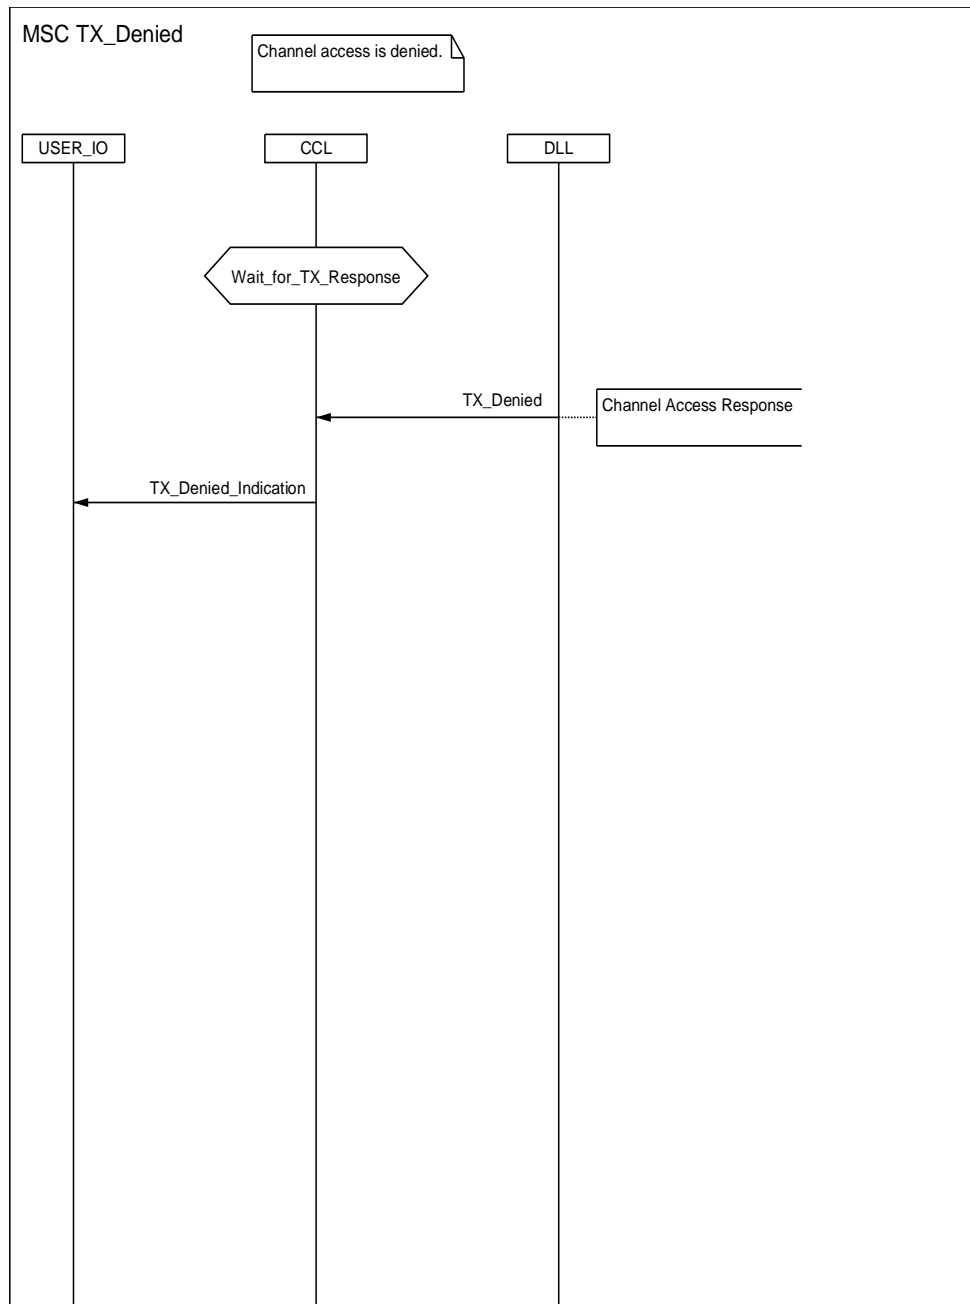 MSC TX_Denied
Channel access is denied.
USER_IO
CCL
DLL
Wait_for_TX_Response
TX_Denied
Channel Access Response
TX_Denied_Indication